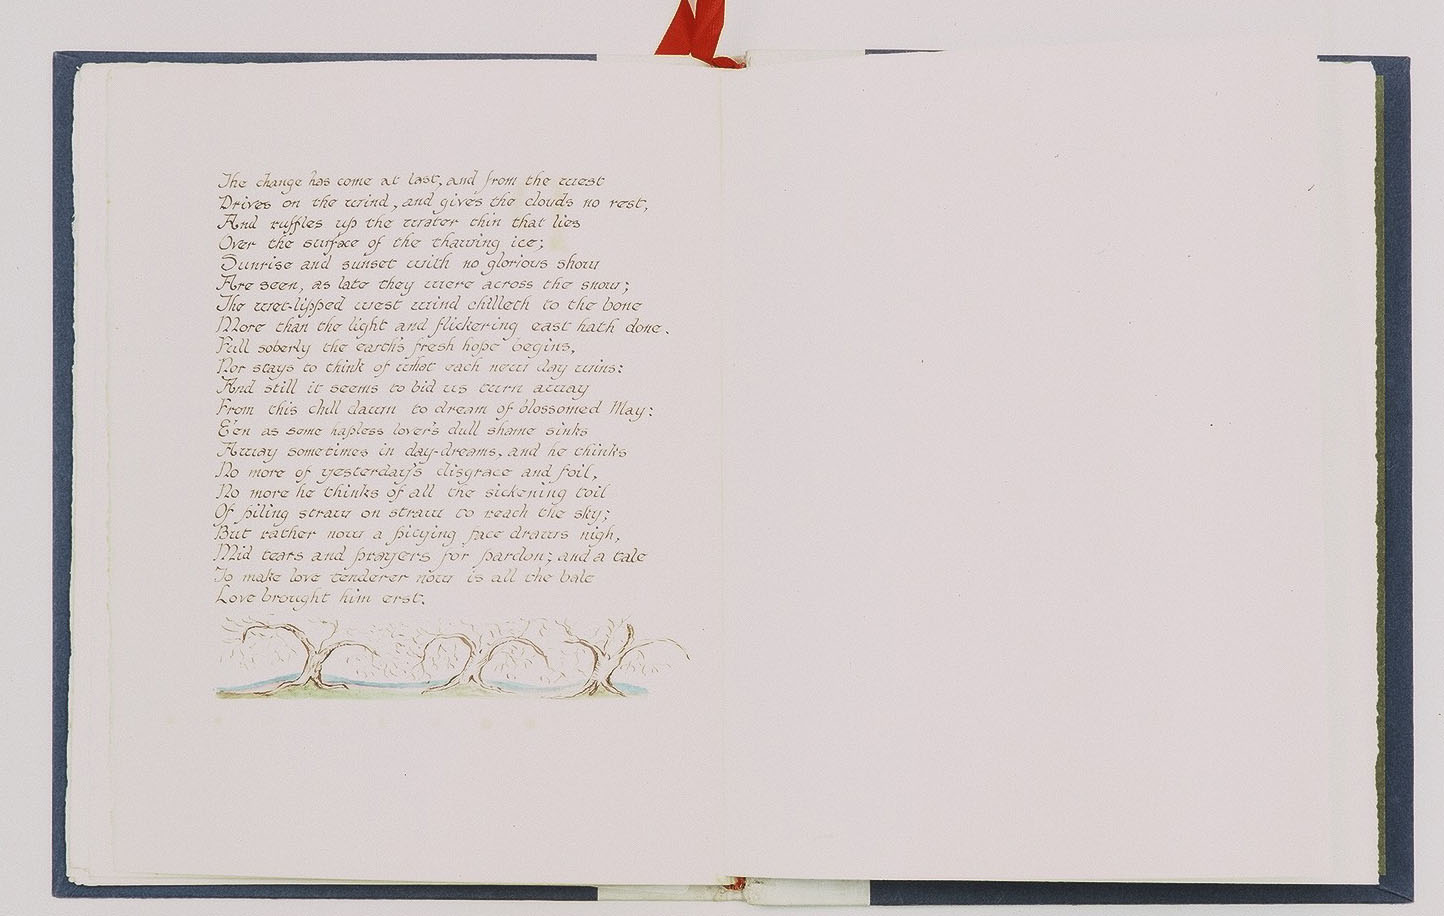 The change has come at last, and from the west
Drives on the wind, and gives the clouds no rest,
And ruffles up the water thin that lies
Over the surface of the thawing ice;
Sunrise and sunset with no glorious show
Are seen, as late they were across the snow;
The wet-lipped west wind chilleth to the bone
More than the light and flickering east hath done.
Full soberly the earth's fresh hope begins,
Nor stays to think of what each new day wins:
And still it seems to bid us turn away
From this chill dawn to dream of blossomed May:
E'en as some hapless lover's dull shame sinks
Away sometimes in day-dreams, and he thinks
No more of yesterday's disgrace and foil,
No more he thinks of all the sickening toil
Of piling straw on straw to reach the sky;
But rather now a pitying face draws nigh,
Mid tears and prayers for pardon; and a tale
To make love tenderer now is all the bale
Love brought him erst.